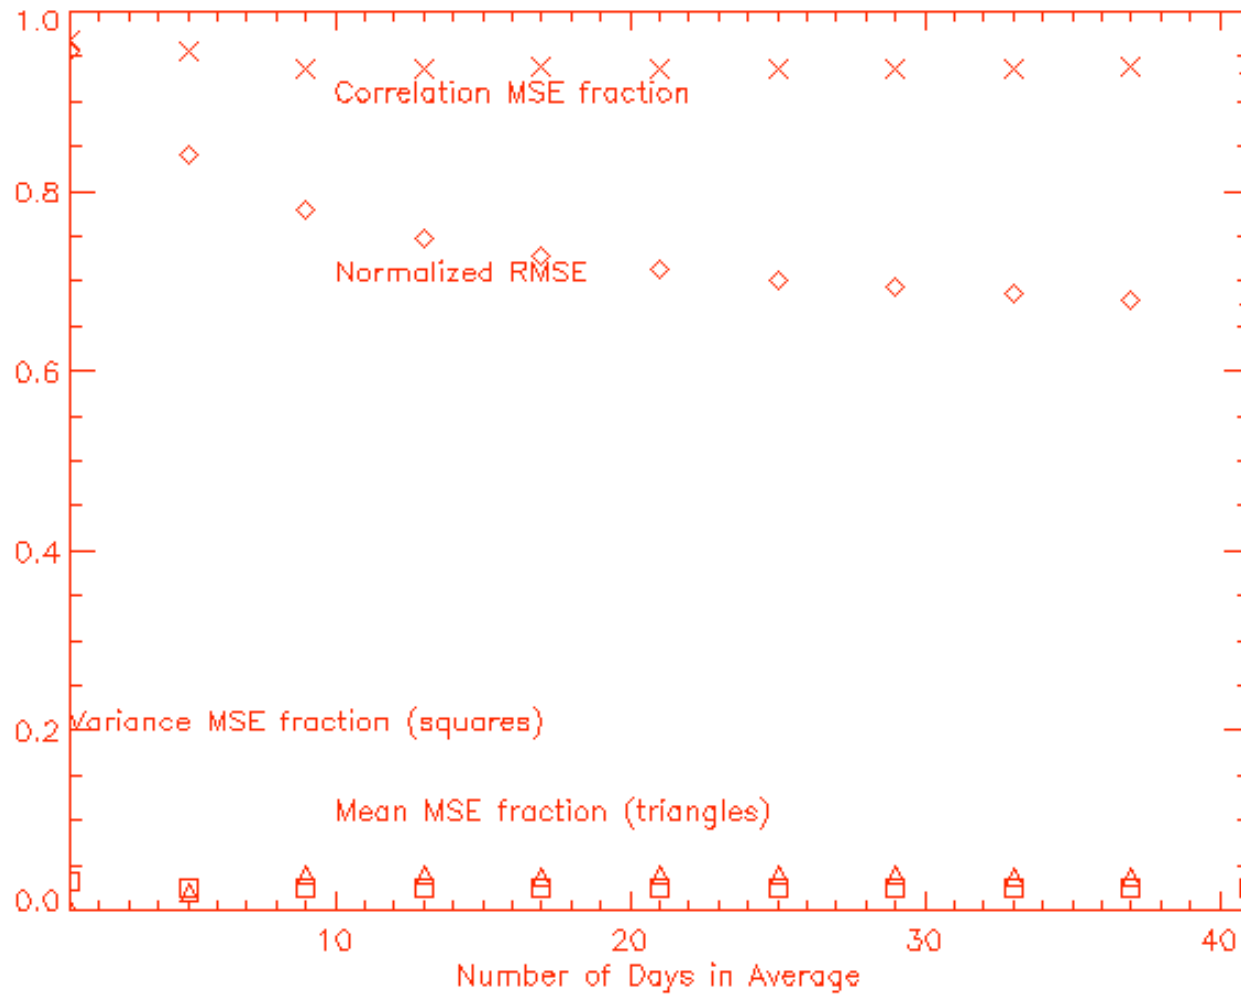 1.0
Correlation MSE fraction
0.8
Normalized RMSE
0.6
0.4
Variance MSE fraction (squares)
0.2
Mean MSE fraction (triangles)
0.0
10 20 30 40
Number of Days in Average